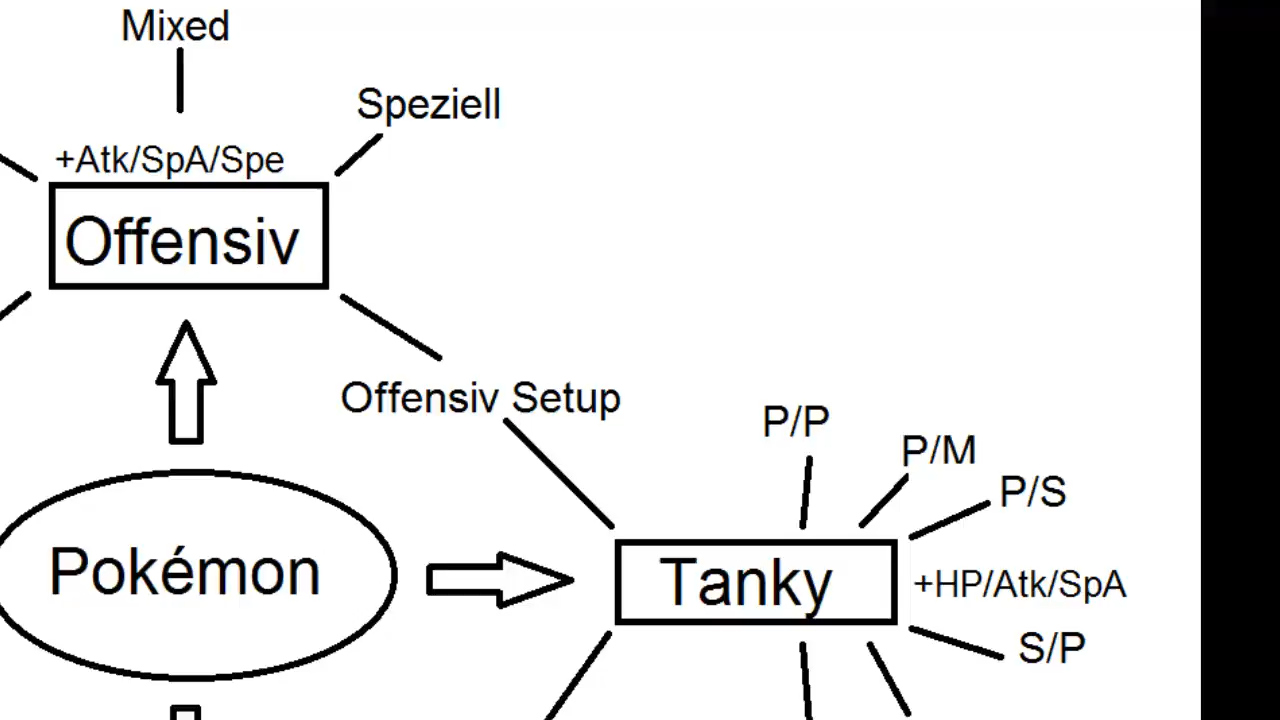 Mixed
Speziell
+Atk/SpA/Spe
Offensiv
Offensiv Setup
P/P
P/M
P/S
Pokémon
Tanky
+HP/Atk/SpA
S/P